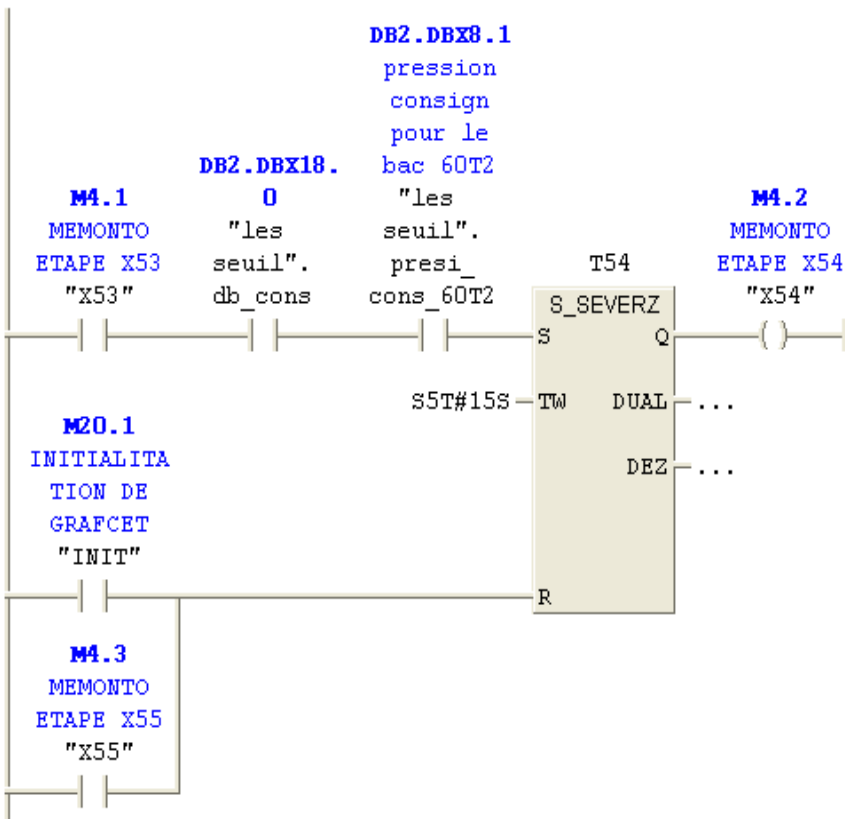 DB2.DBX8.1
pression
consign
pour le
bac 60T2
"les
seuil".
presi_
cons_60T2
DB2.DBX18.
0
"les
seuil".
db_cons
M4.1
MEMONTO
ETAPE X53
"X53"
T54
S_SEVERZ
S
Q
TW
DUAL
...
DEZ
...
R
S5T#15S
M4.2
MEMONTO
ETAPE X54
"X54"
M20.1
INITIALITA
TION DE
GRAFCET
"INIT"
M4.3
MEMONTO
ETAPE X55
"X55"